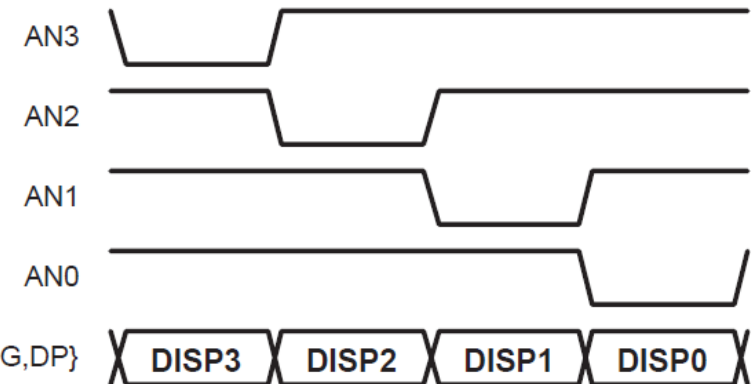 AN3
AN2
AN1
AN0
G,DP} DISP3 DISP2 DISP1 DISP0